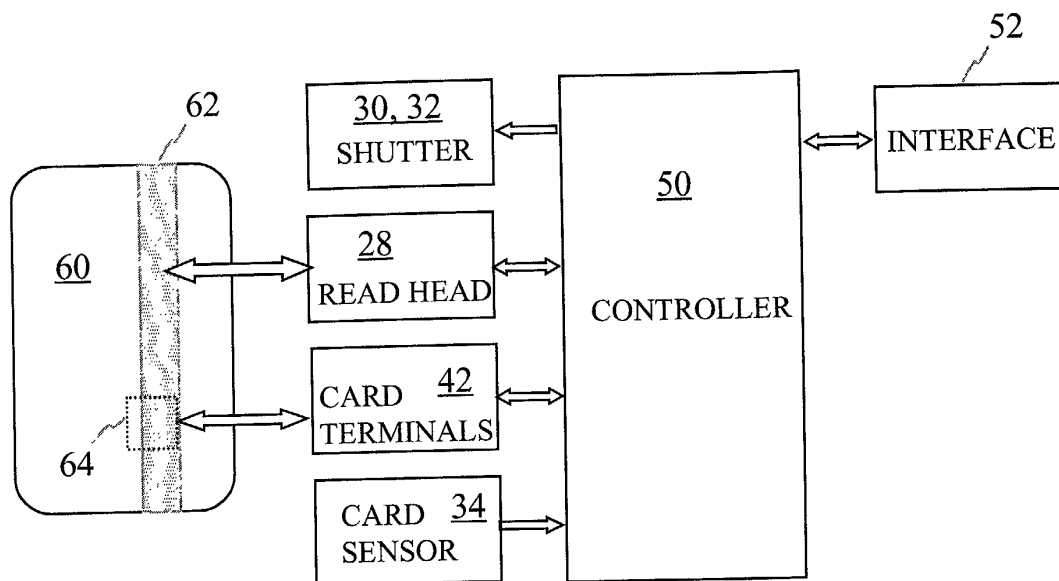 52
62
30, 32
SHUTTER
INTERFACE
50
CONTROLLER
60
28
READ HEAD
CARD 42
TERMINALS
64
CARD 34
SENSOR